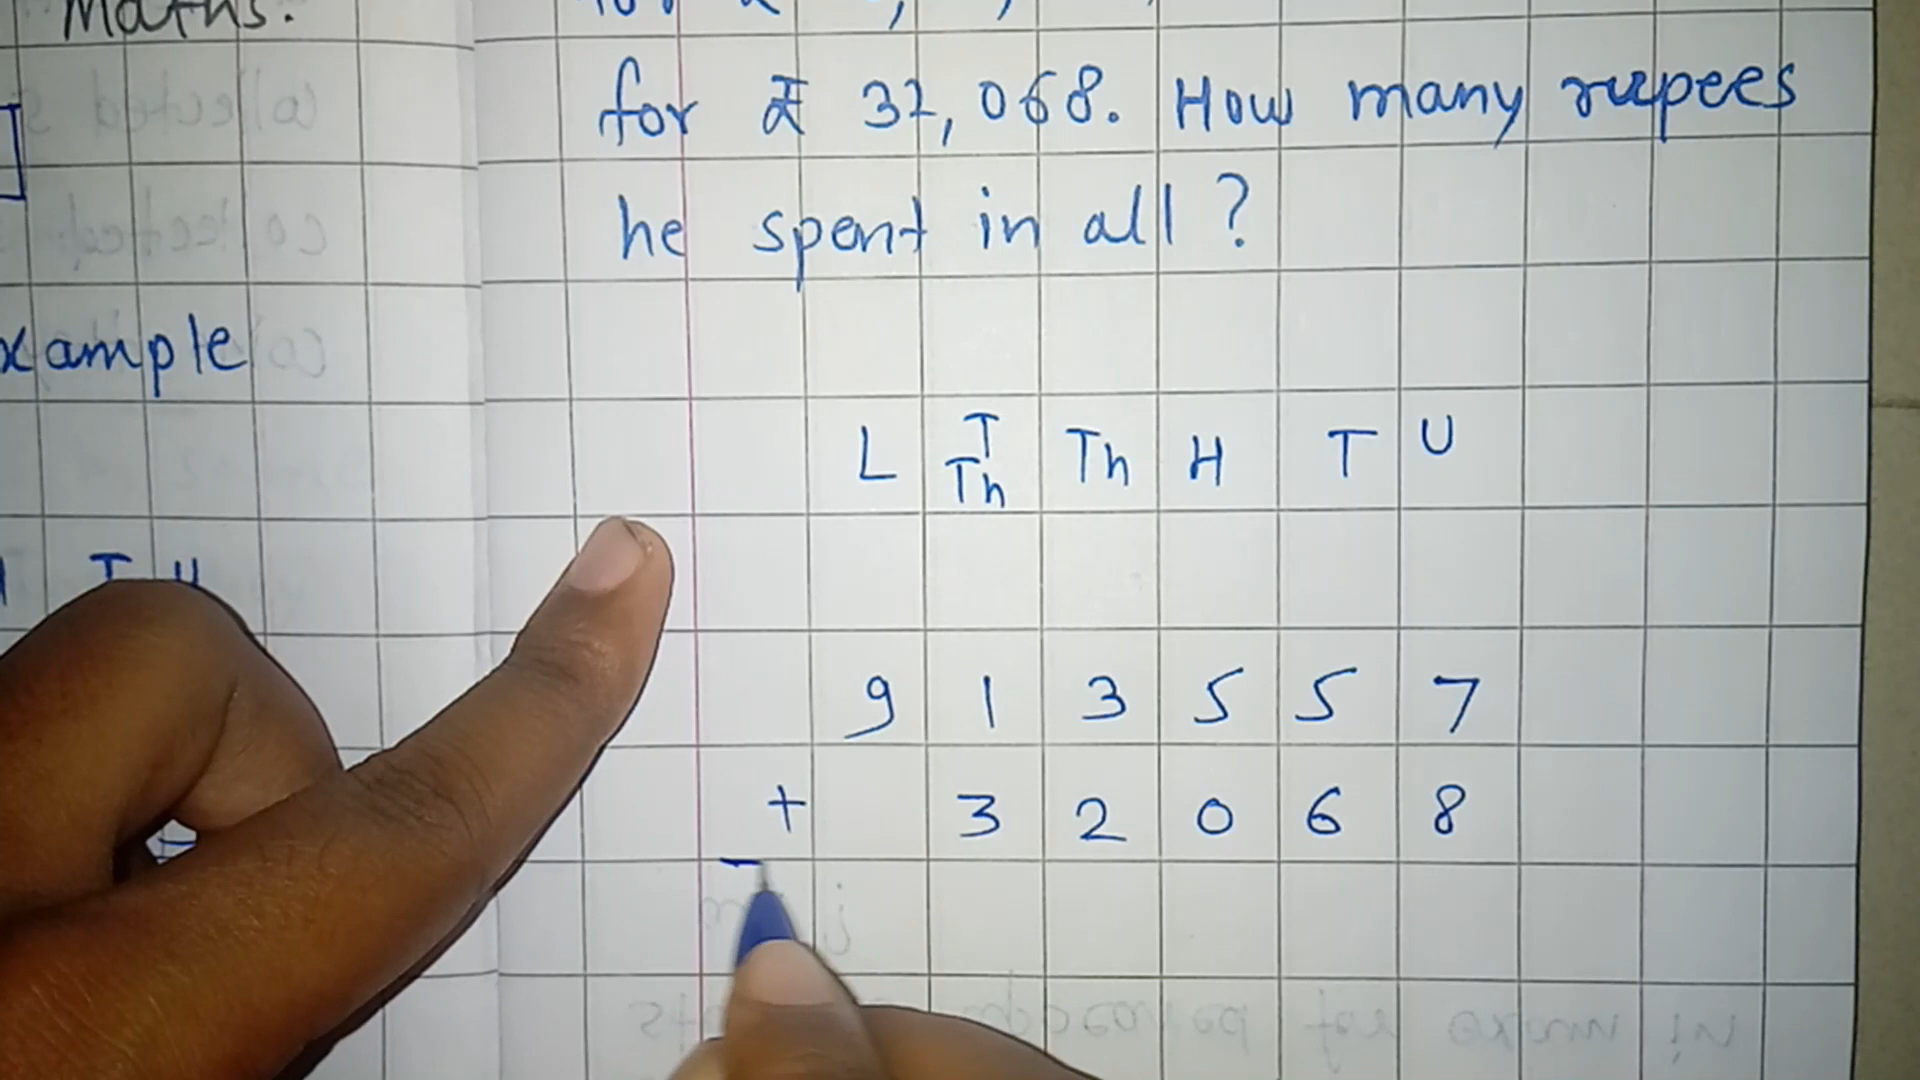 Maths.
for ₹ 32,068. How many rupees
he spent in all?
xample
L T Th Th H T U
T U
9 1 3 5 5 7
+ 3 2 0 6 8